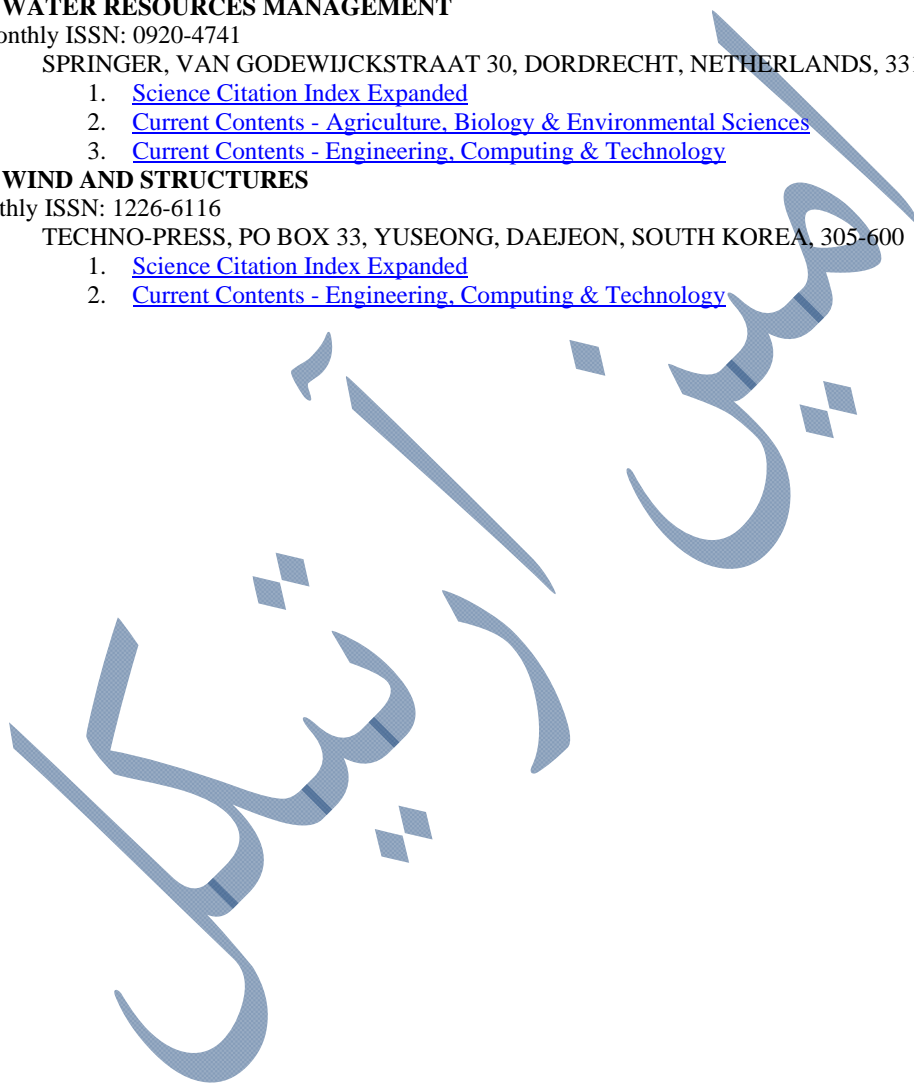 WATER RESOURCES MANAGEMENT
onthly ISSN: 0920-4741
SPRINGER, VAN GODEWIJCKSTRAAT 30, DORDRECHT, NETHERLANDS, 331
1. Science Citation Index Expanded
2. Current Contents - Agriculture, Biology & Environmental Sciences
3. Current Contents - Engineering, Computing & Technology
WIND AND STRUCTURES
thly ISSN: 1226-6116
TECHNO-PRESS, PO BOX 33, YUSEONG, DAEJEON, SOUTH KOREA, 305-600
1. Science Citation Index Expanded
2. Current Contents - Engineering, Computing & Technology
امین آرتیکل